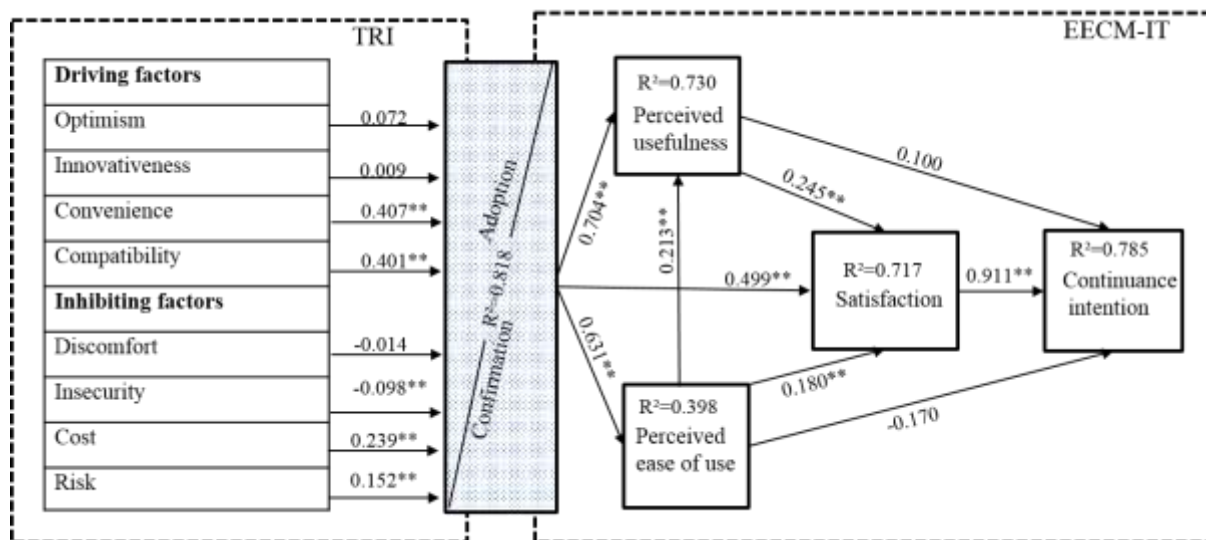 TRI
EECM-IT
Driving factors
Optimism
0.072
Innovativeness
0.009
Convenience
0.407**
Compatibility
0.401**
Inhibiting factors
Discomfort
-0.014
Insecurity
-0.098**
Cost
0.239**
Risk
0.152**
Adoption
R²=0.818
Confirmation
0.704**
0.499**
0.631**
R²=0.730
Perceived
usefulness
0.213**
R²=0.398
Perceived
ease of use
0.100
0.245**
0.180**
-0.170
R²=0.717
Satisfaction
0.911**
R²=0.785
Continuance
intention